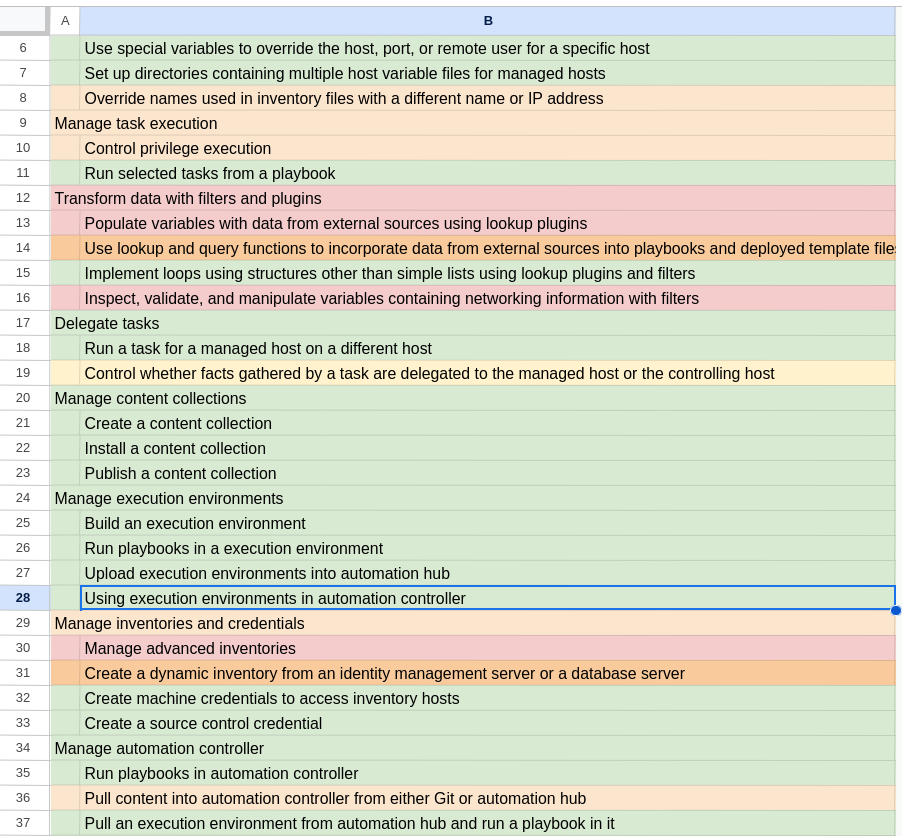 A B
6 Use special variables to override the host, port, or remote user for a specific host
7 Set up directories containing multiple host variable files for managed hosts
8 Override names used in inventory files with a different name or IP address
9 Manage task execution
10 Control privilege execution
11 Run selected tasks from a playbook
12 Transform data with filters and plugins
13 Populate variables with data from external sources using lookup plugins
14 Use lookup and query functions to incorporate data from external sources into playbooks and deployed template files
15 Implement loops using structures other than simple lists using lookup plugins and filters
16 Inspect, validate, and manipulate variables containing networking information with filters
17 Delegate tasks
18 Run a task for a managed host on a different host
19 Control whether facts gathered by a task are delegated to the managed host or the controlling host
20 Manage content collections
21 Create a content collection
22 Install a content collection
23 Publish a content collection
24 Manage execution environments
25 Build an execution environment
26 Run playbooks in a execution environment
27 Upload execution environments into automation hub
28 Using execution environments in automation controller
29 Manage inventories and credentials
30 Manage advanced inventories
31 Create a dynamic inventory from an identity management server or a database server
32 Create machine credentials to access inventory hosts
33 Create a source control credential
34 Manage automation controller
35 Run playbooks in automation controller
36 Pull content into automation controller from either Git or automation hub
37 Pull an execution environment from automation hub and run a playbook in it